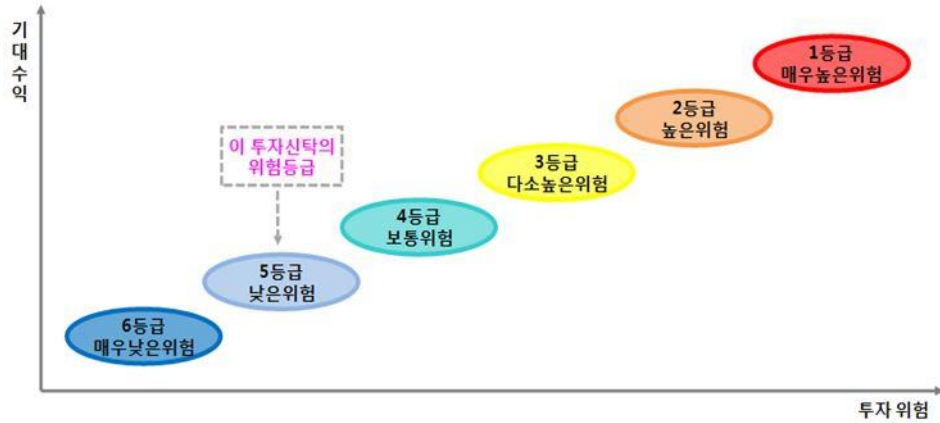 기대수익
1등급
매우높은위험
2등급
높은위험
이 투자신탁의
위험등급
3등급
다소높은위험
4등급
보통위험
5등급
낮은위험
6등급
매우낮은위험
투자 위험